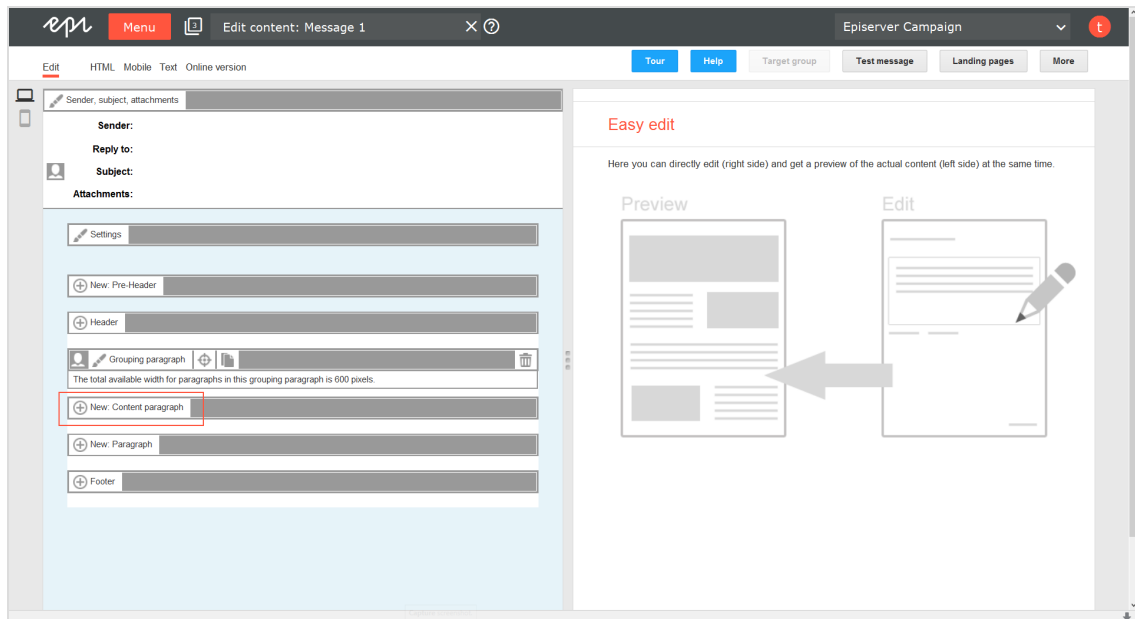 epi Menu 3 Edit content: Message 1 Episerver Campaign t
Edit HTML Mobile Text Online version Tour Help Target group Test message Landing pages More
Sender, subject, attachments
Sender:
Reply to:
Subject:
Attachments:
Settings
New: Pre-Header
Header
Grouping paragraph
The total available width for paragraphs in this grouping paragraph is 600 pixels.
New: Content paragraph
New: Paragraph
Footer
Easy edit
Here you can directly edit (right side) and get a preview of the actual content (left side) at the same time.
Preview Edit